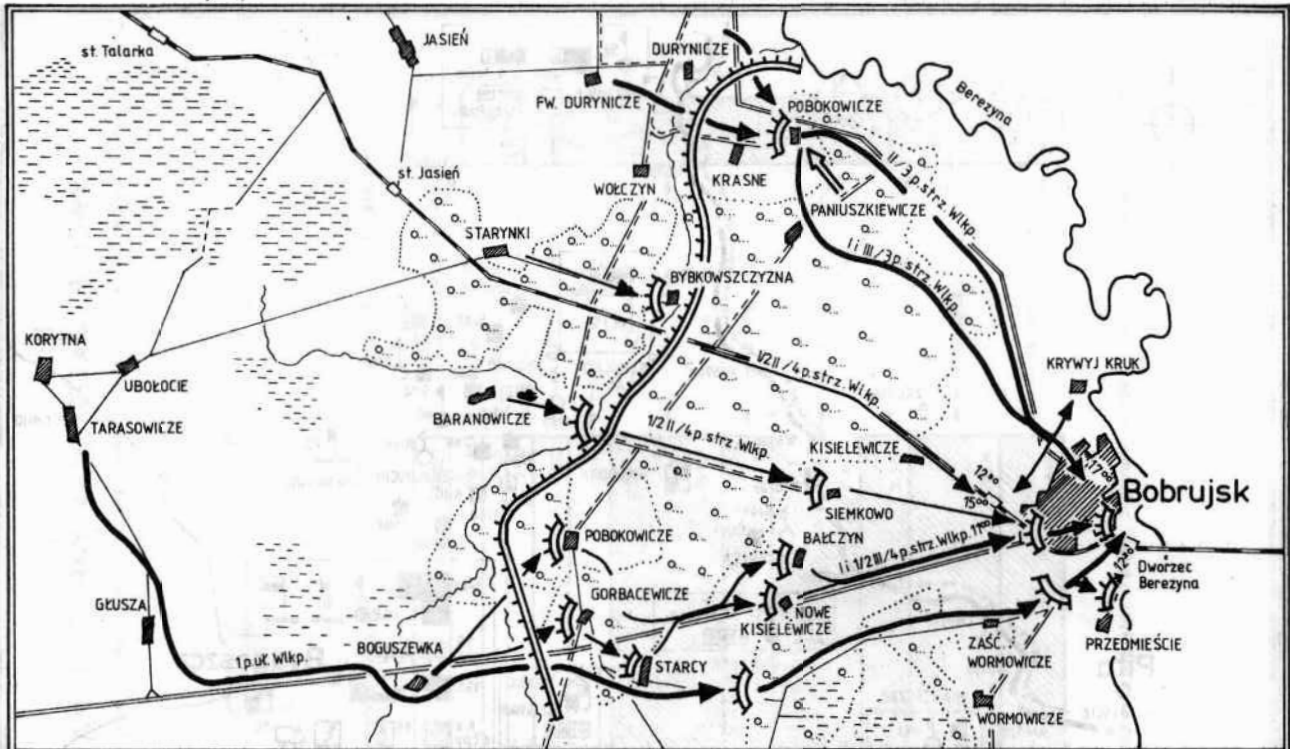 st. Talarka
JASIEŃ
DURYNICZE
FW. DURYNICZE
POBOKOWICZE
Berezyna
st. Jasień
WOŁCZYN
KRASNE
II/3 p.strz. Wlkp.
PANIUSZKIEWICZE
STARYNKI
I i III/3 p.strz. Wlkp.
BYBKOWSZCZYZNA
KORYTNA
UBOŁOCIE
1/2 II/4 p.strz. Wlkp.
KRYWYJ KRUK
BARANOWICZE
TARASOWICZE
1/2 II/4 p.strz. Wlkp.
KISIELEWICZE
12⁰⁰
15⁰⁰
17⁰⁰
Bobrujsk
SIEMKOWO
POBOKOWICZE
BAŁCZYN
I i 1/2 III/4 p.strz. Wlkp. 11⁰⁰
Dworzec
Berezyna
GŁUSZA
GORBACEWICZE
NOWE
KISIELEWICZE
BOGUSZEWKA
ZAŚĆ.
WORMOWICZE
PRZEDMIEŚCIE
1 p.uł. Wlkp.
STARCY
WORMOWICZE